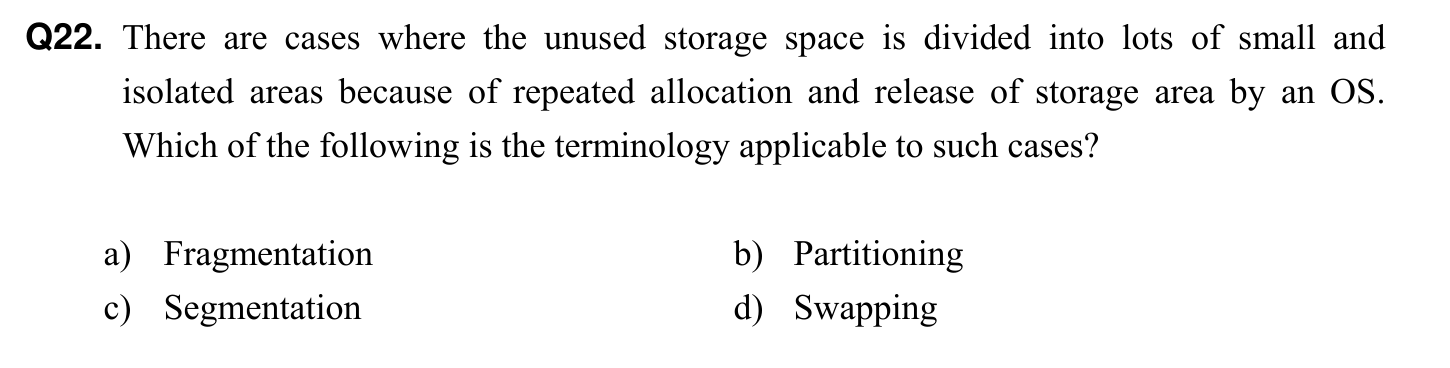 Q22. There are cases where the unused storage space is divided into lots of small and
isolated areas because of repeated allocation and release of storage area by an OS.
Which of the following is the terminology applicable to such cases?
a) Fragmentation b) Partitioning
c) Segmentation d) Swapping